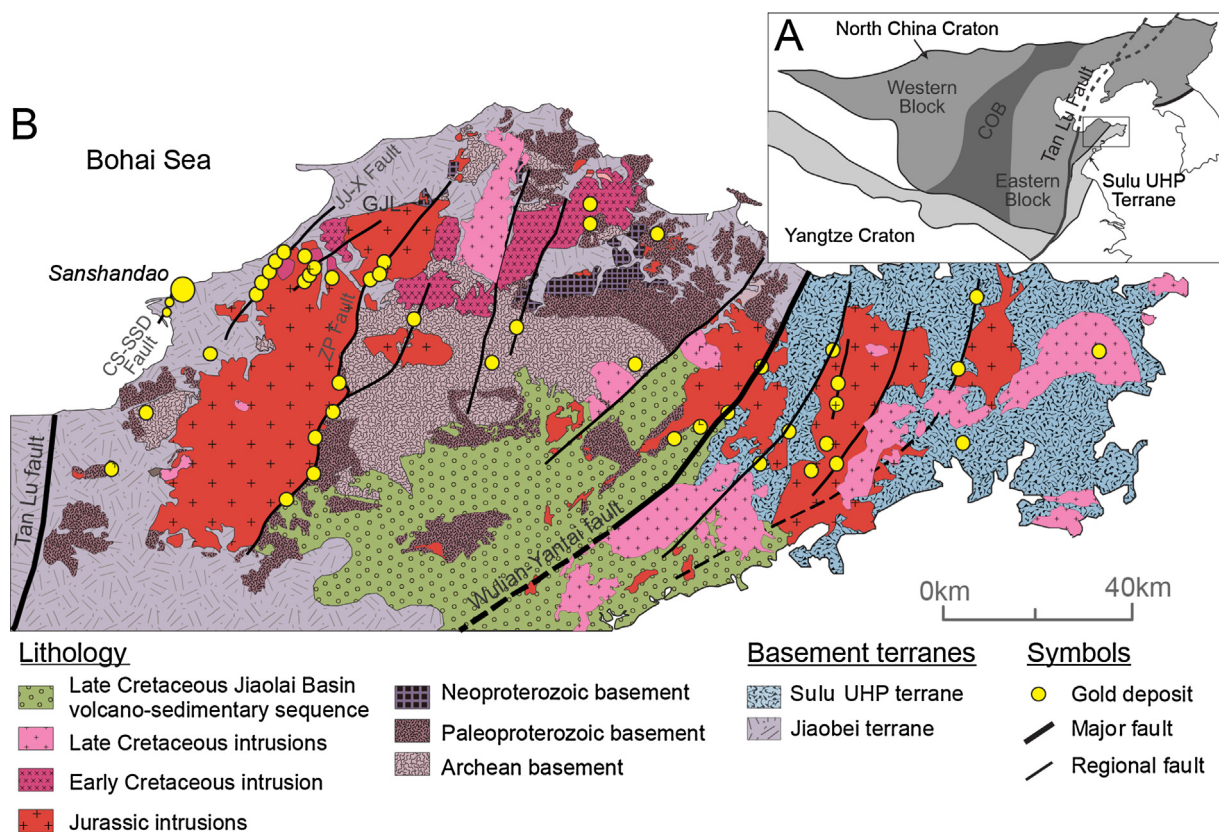 A
North China Craton
Western
Block
COB
Tan Lu Fault
Eastern
Block
Sulu UHP
Terrane
Yangtze Craton
B
Bohai Sea
JJ-X Fault
GJL
Sanshandao
CS-SSD
Fault
ZP Fault
Tan Lu fault
Wulian-Yantai fault
0km
40km
Lithology
Late Cretaceous Jiaolai Basin
volcano-sedimentary sequence
Late Cretaceous intrusions
Early Cretaceous intrusion
Jurassic intrusions
Neoproterozoic basement
Paleoproterozoic basement
Archean basement
Basement terranes
Sulu UHP terrane
Jiaobei terrane
Symbols
Gold deposit
Major fault
Regional fault